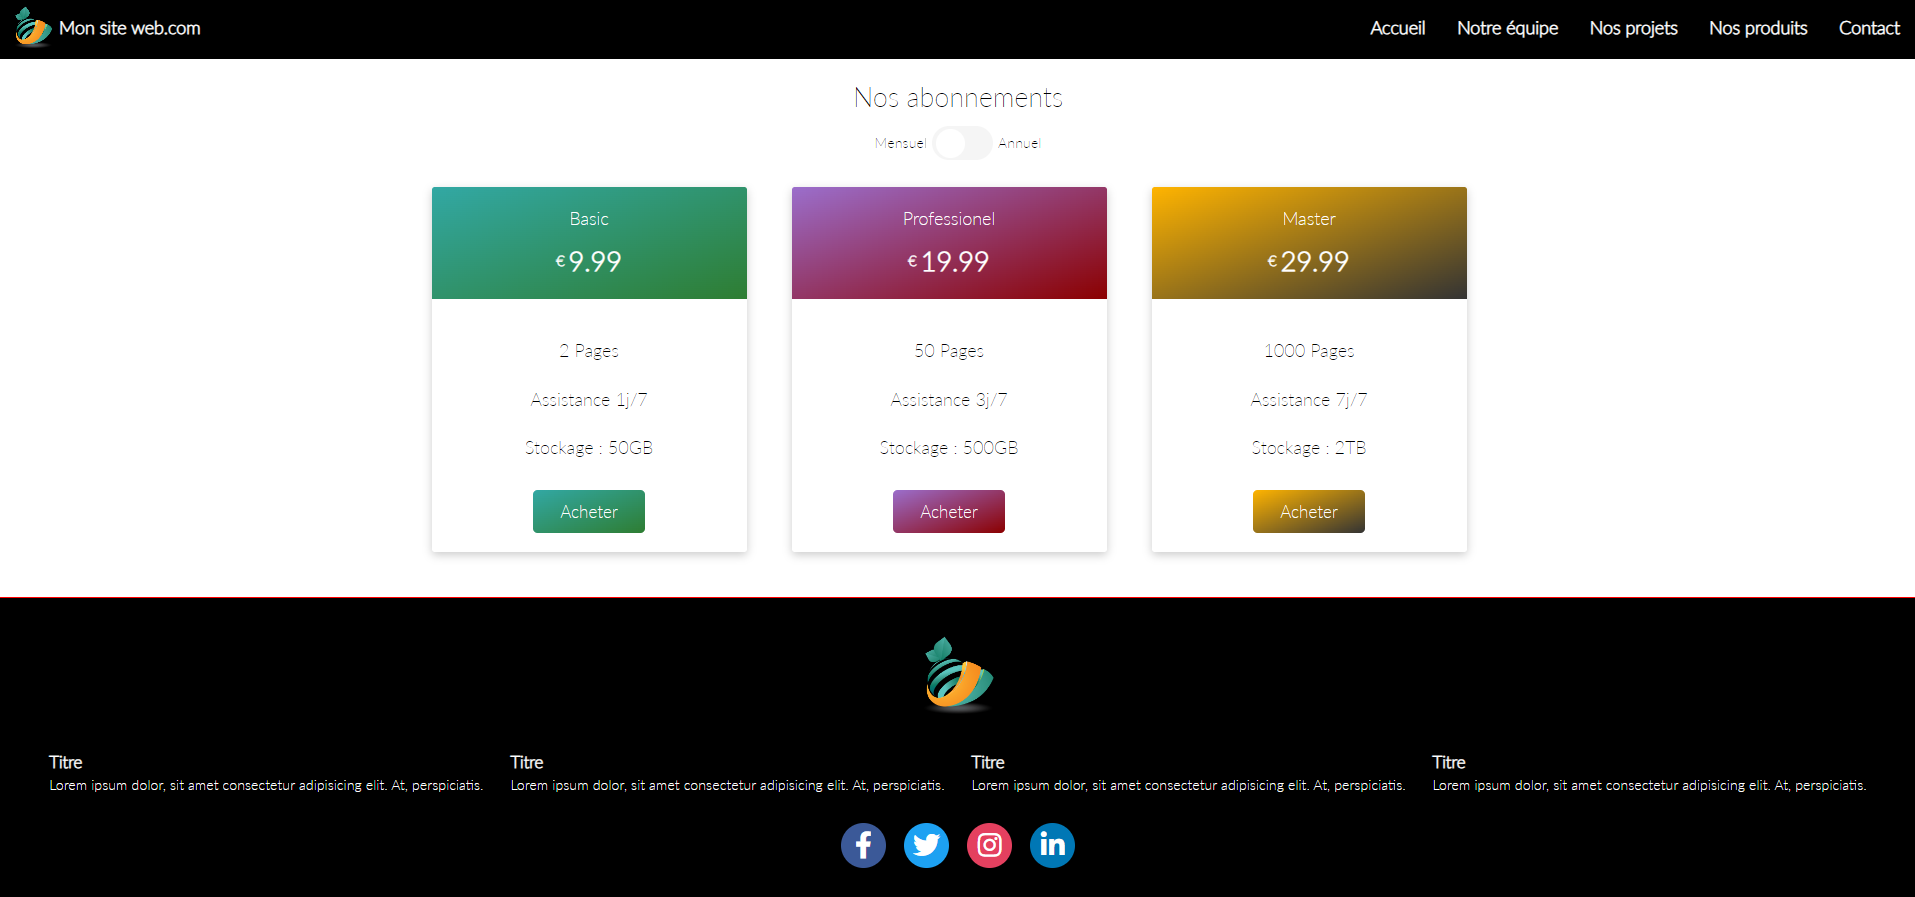 Mon site web.com
Accueil Notre équipe Nos projets Nos produits Contact
Nos abonnements
Mensuel Annuel
Basic
€9.99
2 Pages
Assistance 1j/7
Stockage : 50GB
Acheter
Professionel
€19.99
50 Pages
Assistance 3j/7
Stockage : 500GB
Acheter
Master
€29.99
1000 Pages
Assistance 7j/7
Stockage : 2TB
Acheter
Titre
Lorem ipsum dolor, sit amet consectetur adipisicing elit. At, perspiciatis.
Titre
Lorem ipsum dolor, sit amet consectetur adipisicing elit. At, perspiciatis.
Titre
Lorem ipsum dolor, sit amet consectetur adipisicing elit. At, perspiciatis.
Titre
Lorem ipsum dolor, sit amet consectetur adipisicing elit. At, perspiciatis.